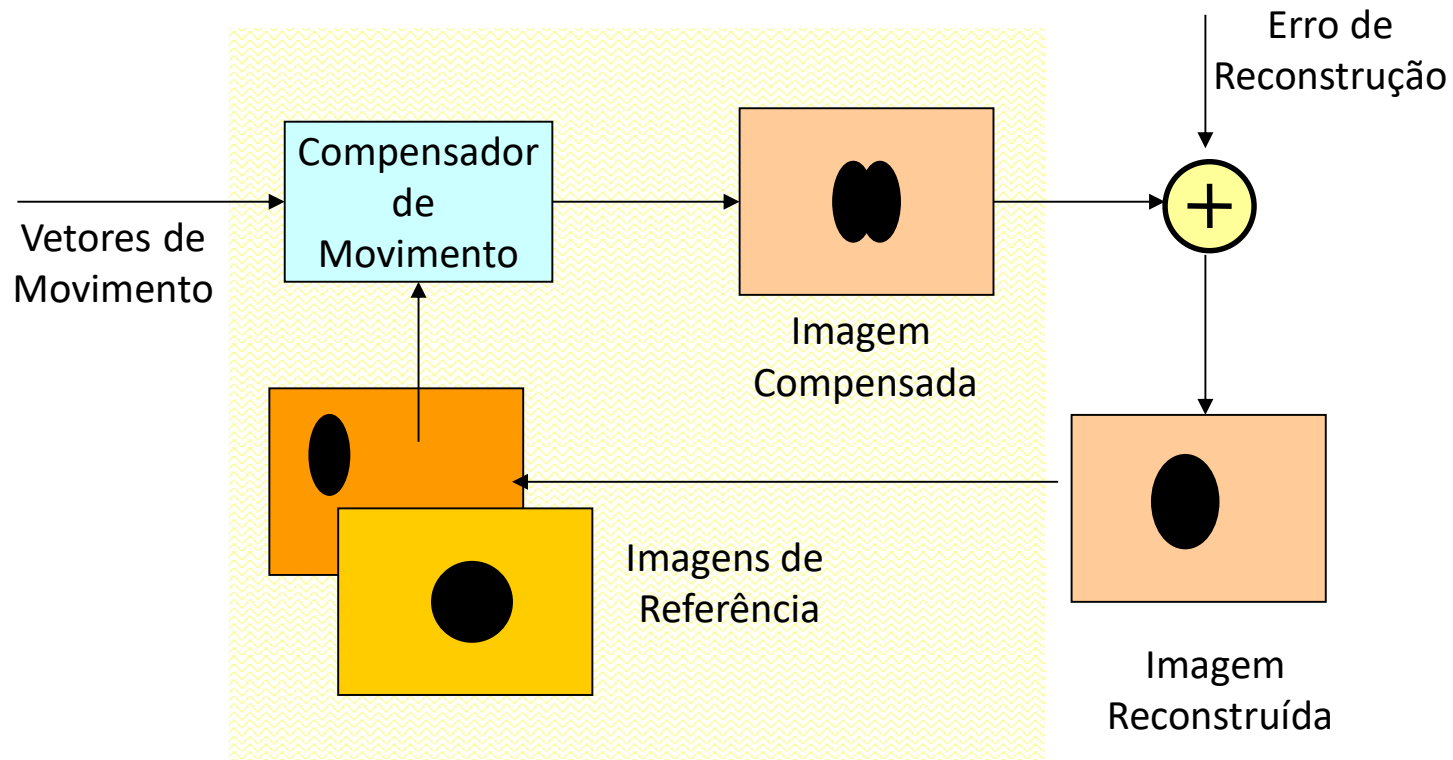 Erro de
Reconstrução
Compensador
de
Movimento
Vetores de
Movimento
+
Imagem
Compensada
Imagens de
Referência
Imagem
Reconstruída